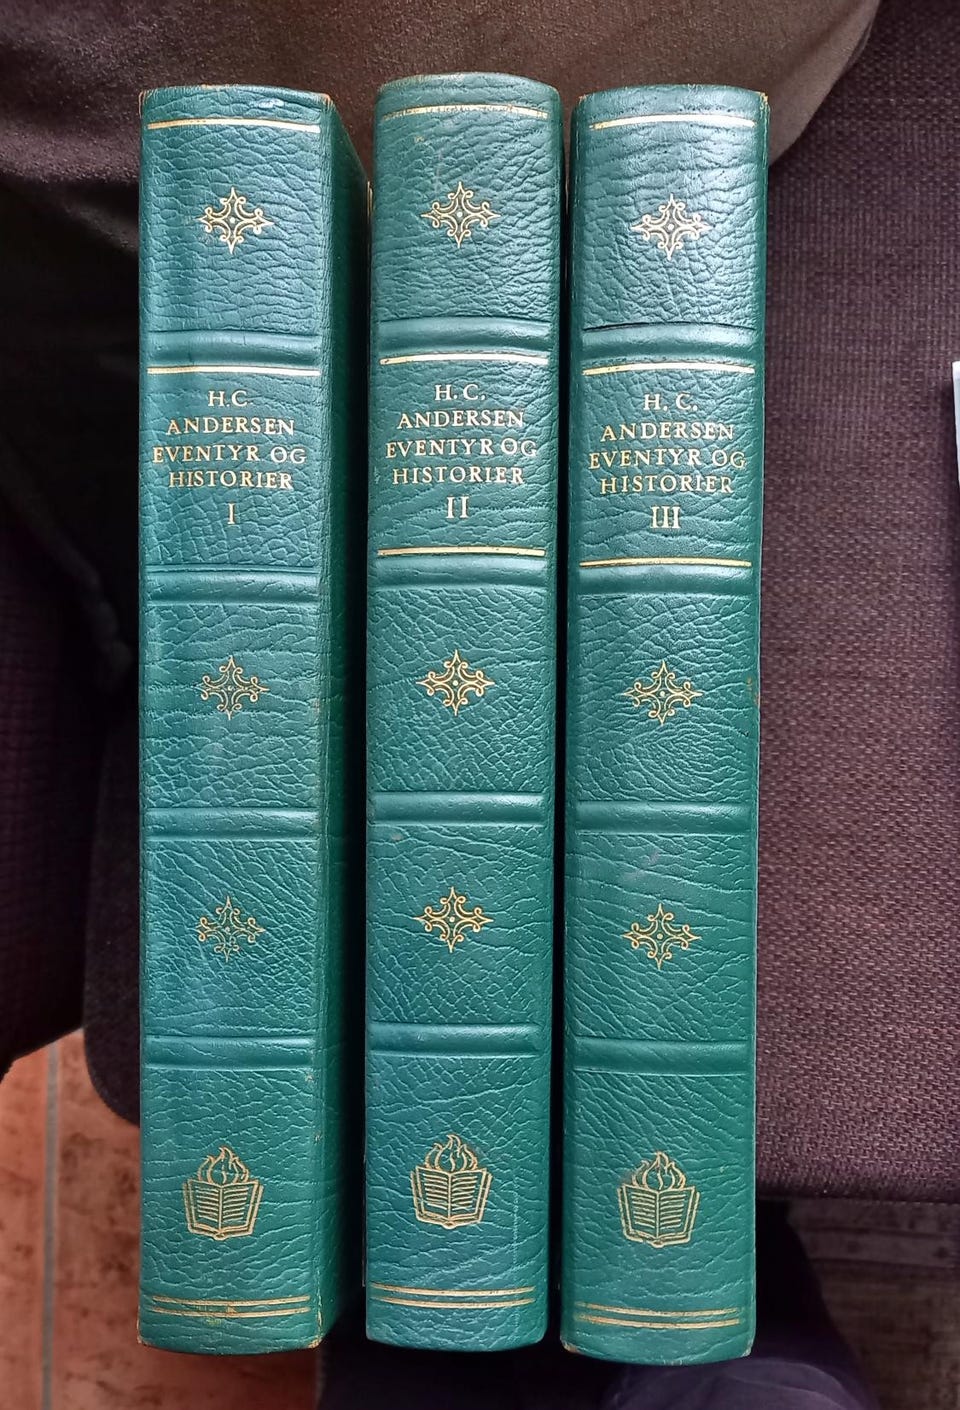 H.C.
ANDERSEN
EVENTYR OG
HISTORIER
I
H. C.
ANDERSEN
EVENTYR OG
HISTORIER
II
H. C.
ANDERSEN
EVENTYR OG
HISTORIER
III